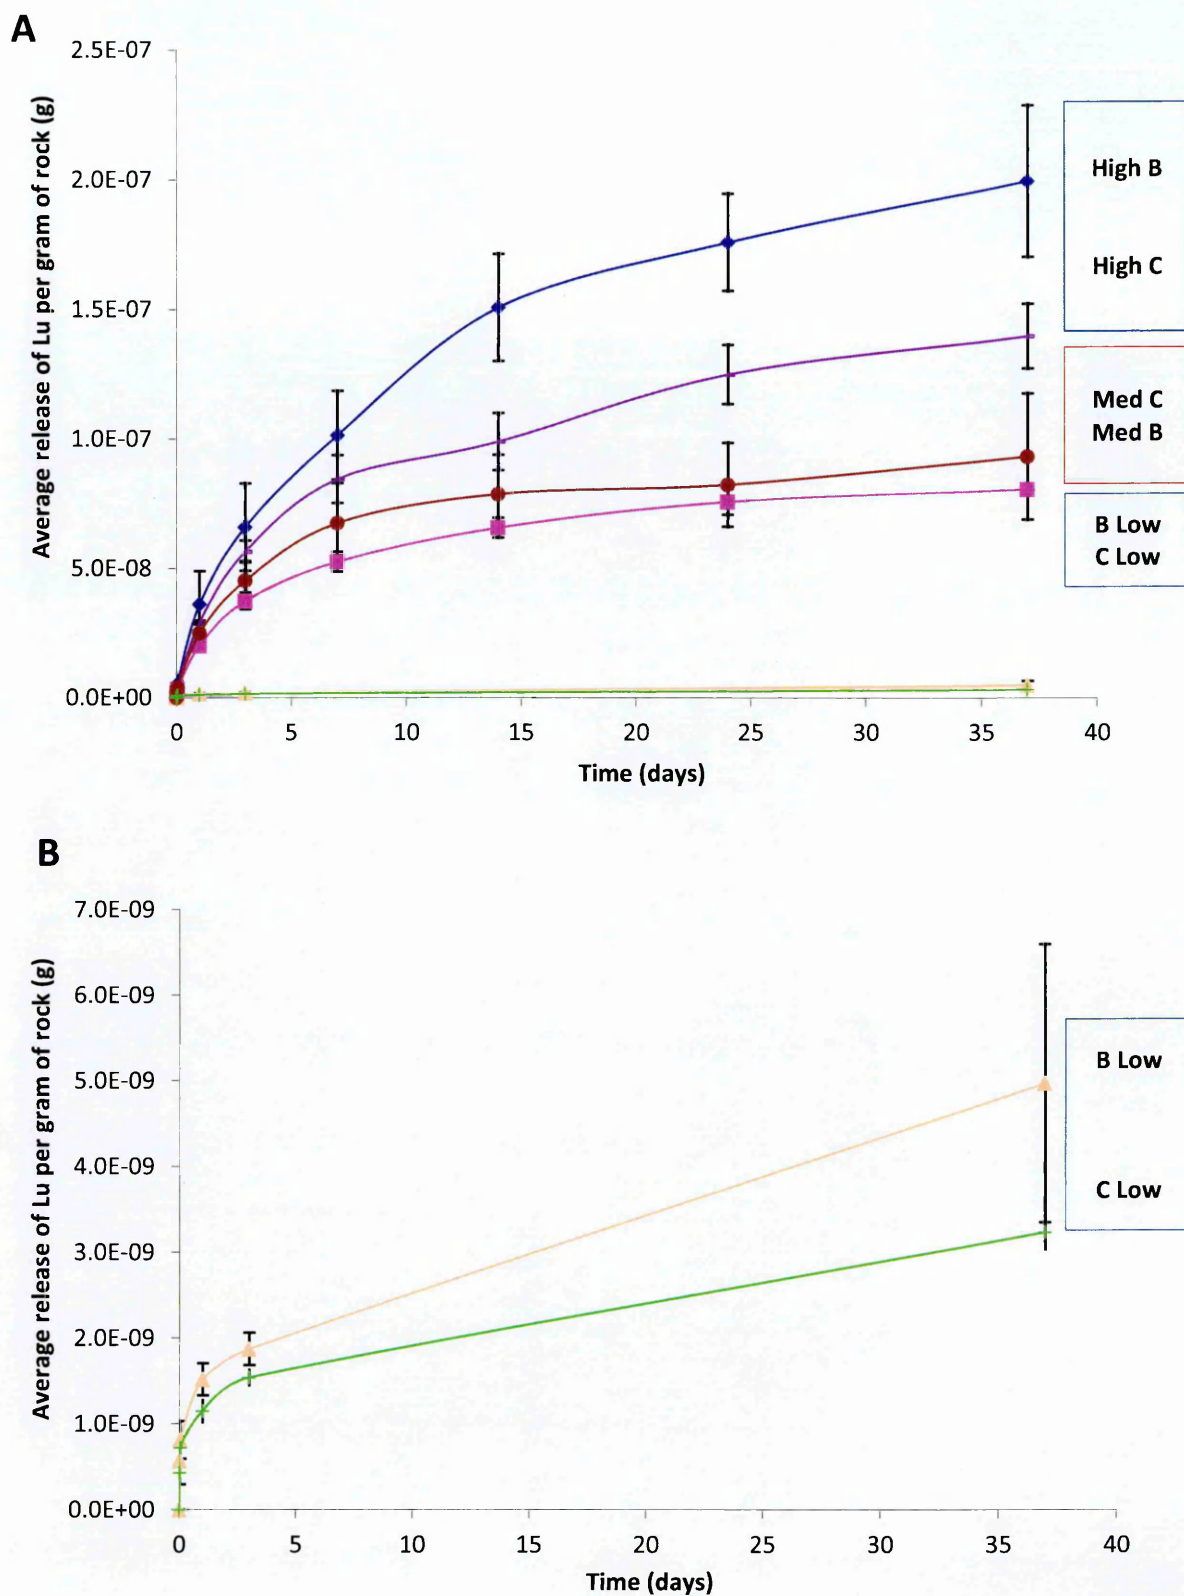 A
Average release of Lu per gram of rock (g)
2.5E-07
2.0E-07
1.5E-07
1.0E-07
5.0E-08
0.0E+00
0 5 10 15 20 25 30 35 40
Time (days)
High B
High C
Med C
Med B
B Low
C Low
B
Average release of Lu per gram of rock (g)
7.0E-09
6.0E-09
5.0E-09
4.0E-09
3.0E-09
2.0E-09
1.0E-09
0.0E+00
0 5 10 15 20 25 30 35 40
Time (days)
B Low
C Low